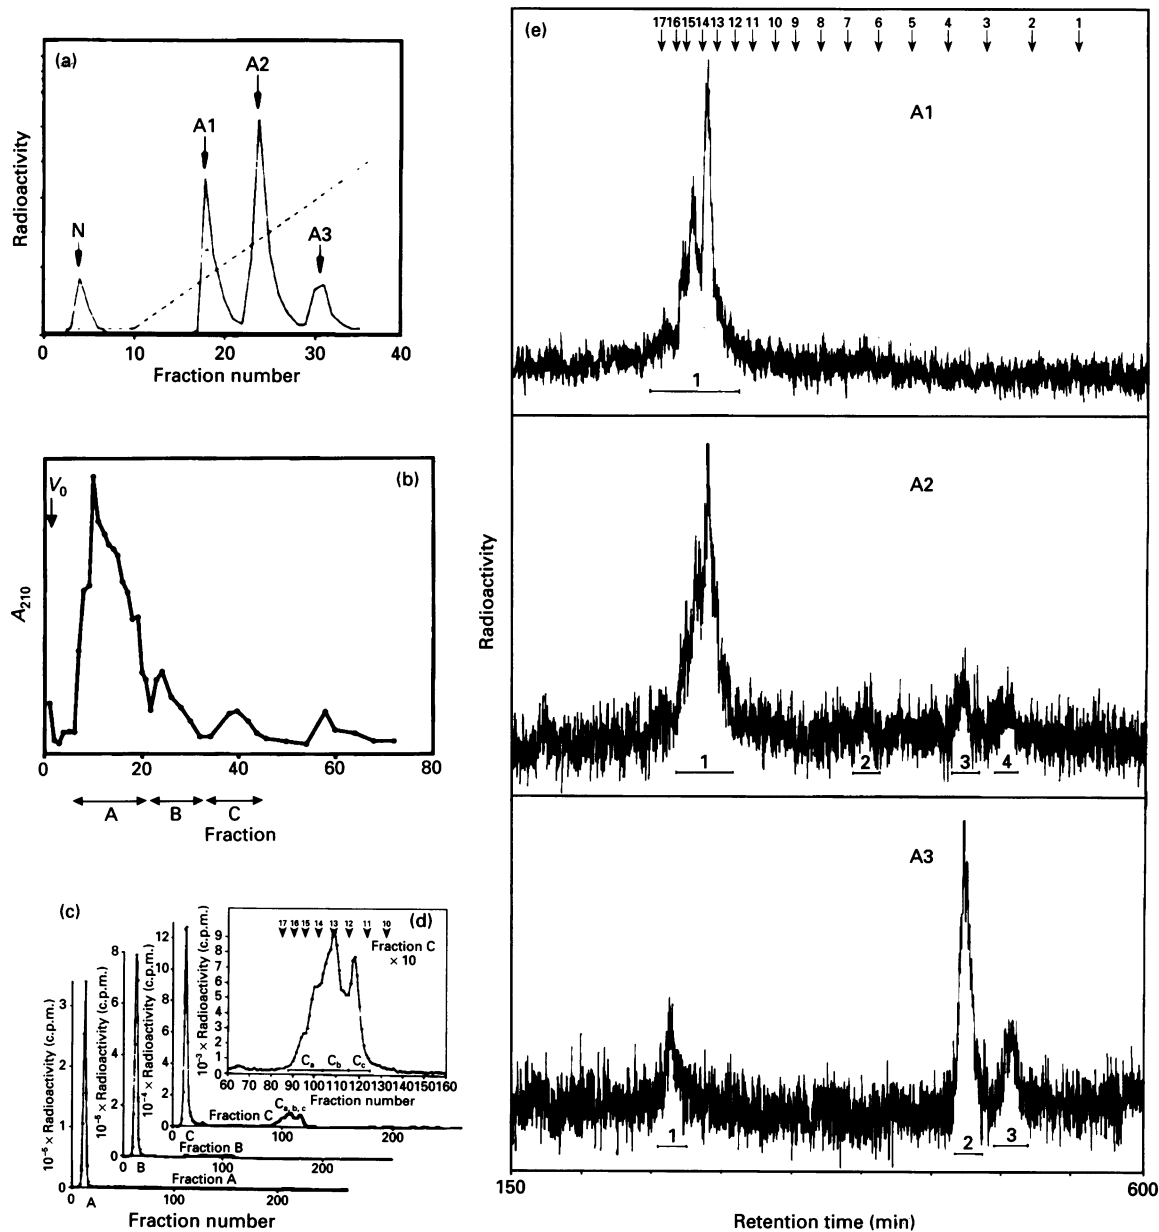 (a)
A2
A1
N
A3
Radioactivity
0 10 20 30 40
Fraction number
(b)
V0
A210
0 20 40 60 80
A B C
Fraction
(c)
10⁻⁵ × Radioactivity (c.p.m.)
3
2
1
0
0 100 200
A
Fraction A
Fraction number
10⁻⁵ × Radioactivity (c.p.m.)
8
6
4
2
0
0 100 200
B
Fraction B
10⁻⁴ × Radioactivity (c.p.m.)
12
10
8
6
4
2
0
0 100 200
C
Fraction C
Ca, b, c
(d)
17 16 15 14 13 12 11 10
Fraction C
× 10
10⁻³ × Radioactivity (c.p.m.)
9
8
7
6
5
4
3
2
1
0
Ca Cb Cc
60 70 80 90 100 110 120 130 140 150 160
Fraction number
(e)
17 16 15 14 13 12 11 10 9 8 7 6 5 4 3 2 1
A1
1
A2
1 2 3 4
A3
1 2 3
Radioactivity
150 600
Retention time (min)